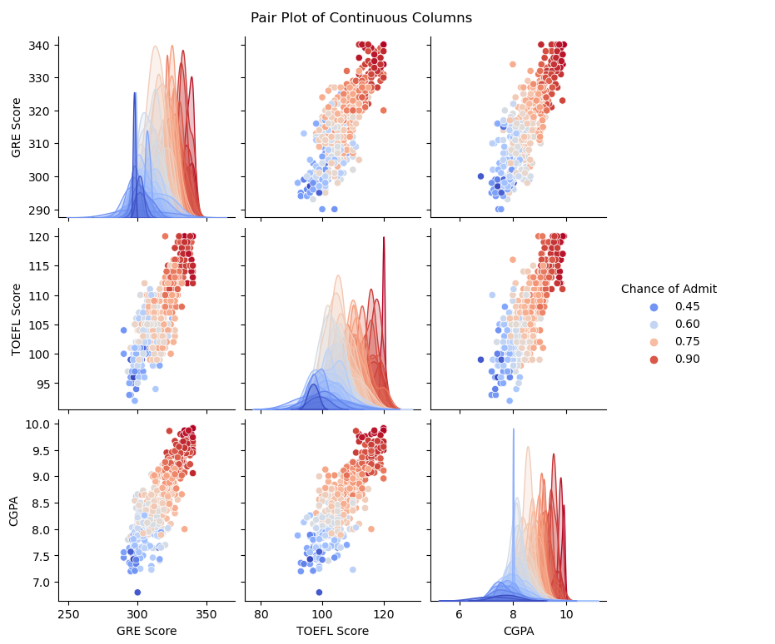 Pair Plot of Continuous Columns
GRE Score
340
330
320
310
300
290
TOEFL Score
120
115
110
105
100
95
Chance of Admit
0.45
0.60
0.75
0.90
CGPA
10.0
9.5
9.0
8.5
8.0
7.5
7.0
250 300 350
80 100 120
6 8 10
GRE Score
TOEFL Score
CGPA